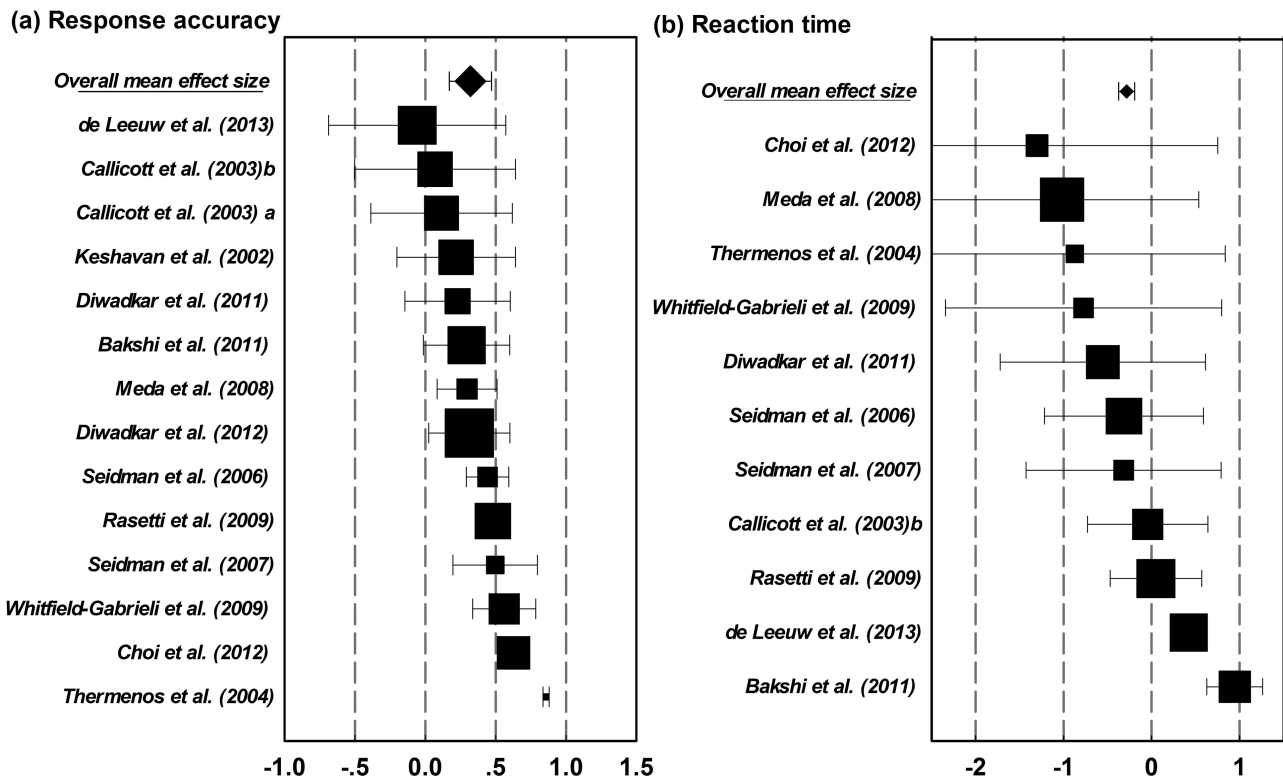 (a) Response accuracy
Overall mean effect size
de Leeuw et al. (2013)
Callicott et al. (2003)b
Callicott et al. (2003) a
Keshavan et al. (2002)
Diwadkar et al. (2011)
Bakshi et al. (2011)
Meda et al. (2008)
Diwadkar et al. (2012)
Seidman et al. (2006)
Rasetti et al. (2009)
Seidman et al. (2007)
Whitfield-Gabrieli et al. (2009)
Choi et al. (2012)
Thermenos et al. (2004)
-1.0 -.5 0.0 .5 1.0 1.5
(b) Reaction time
Overall mean effect size
Choi et al. (2012)
Meda et al. (2008)
Thermenos et al. (2004)
Whitfield-Gabrieli et al. (2009)
Diwadkar et al. (2011)
Seidman et al. (2006)
Seidman et al. (2007)
Callicott et al. (2003)b
Rasetti et al. (2009)
de Leeuw et al. (2013)
Bakshi et al. (2011)
-2 -1 0 1